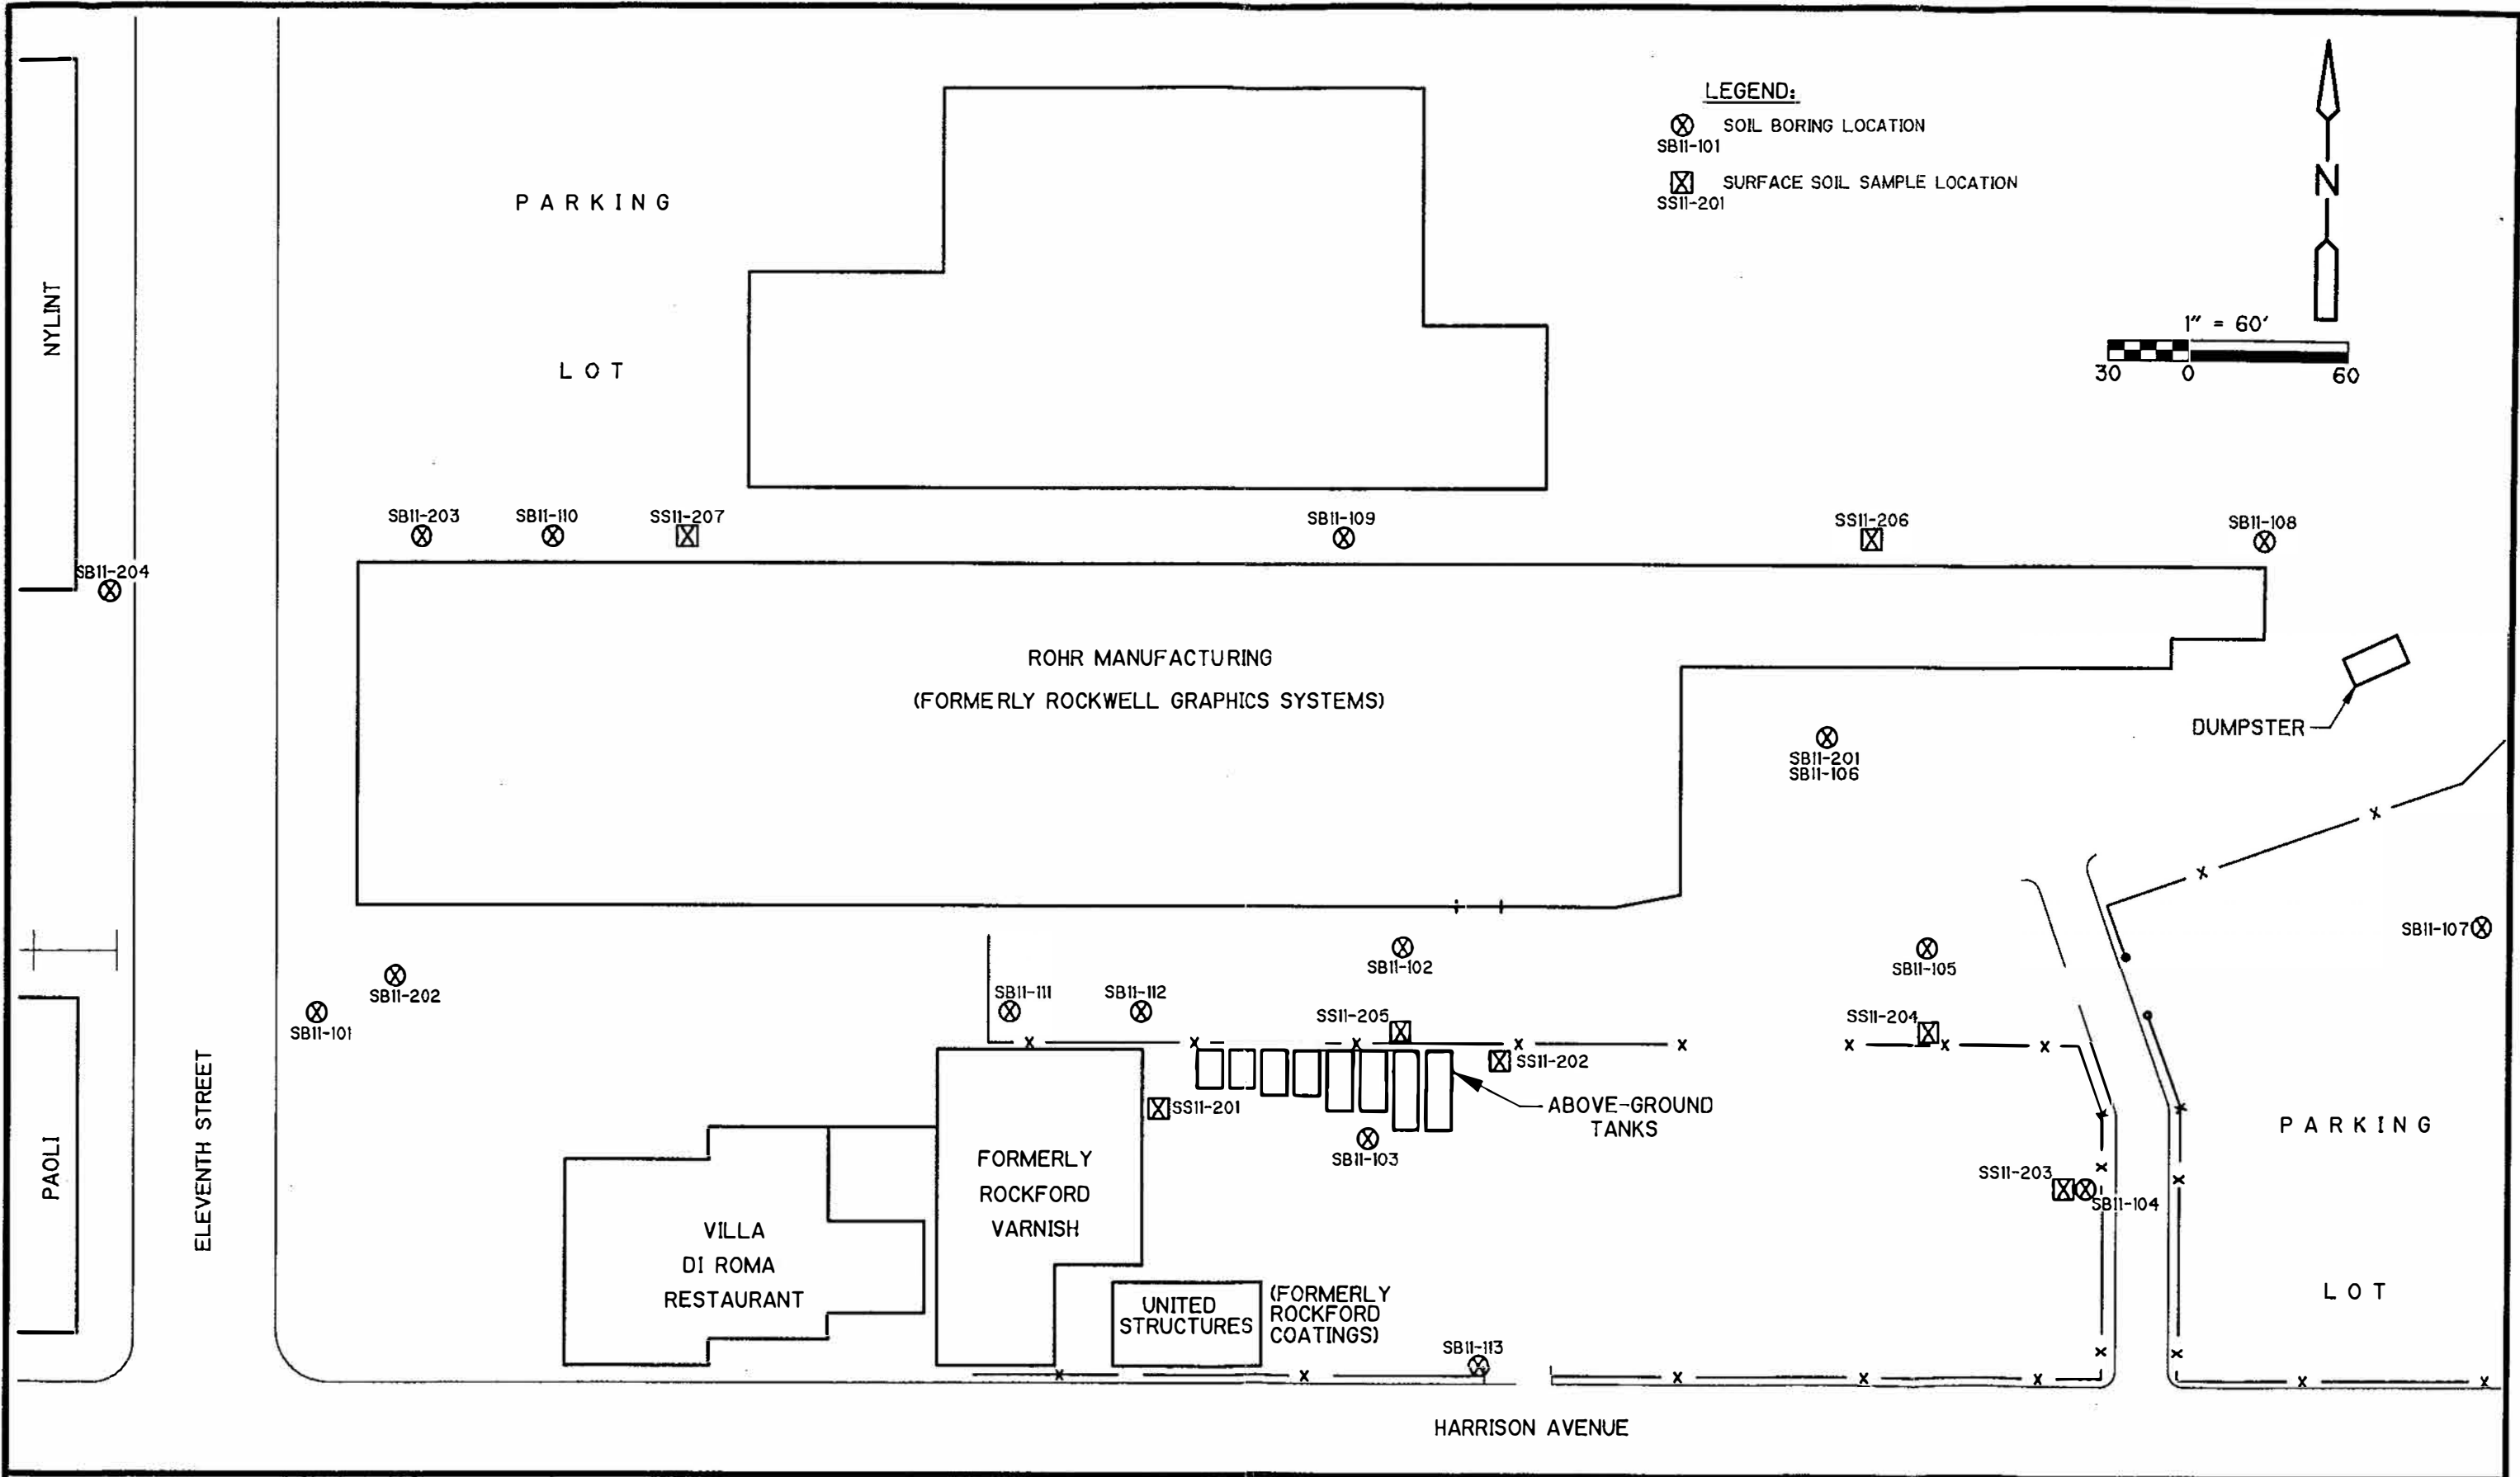 LEGEND:
SOIL BORING LOCATION
SB11-101
SURFACE SOIL SAMPLE LOCATION
SS11-201
N
1" = 60'
30 0 60
PARKING
LOT
NYLINT
SB11-203
SB11-110
SS11-207
SB11-109
SS11-206
SB11-108
SB11-204
ROHR MANUFACTURING
(FORMERLY ROCKWELL GRAPHICS SYSTEMS)
DUMPSTER
SB11-201
SB11-106
SB11-107
SB11-102
SB11-105
SB11-202
SB11-101
SB11-111
SB11-112
SS11-205
SS11-204
SS11-202
SS11-201
ABOVE-GROUND
TANKS
SB11-103
SS11-203
SB11-104
PARKING
LOT
PAOLI
ELEVENTH STREET
FORMERLY
ROCKFORD
VARNISH
VILLA
DI ROMA
RESTAURANT
UNITED
STRUCTURES
(FORMERLY
ROCKFORD
COATINGS)
SB11-113
HARRISON AVENUE